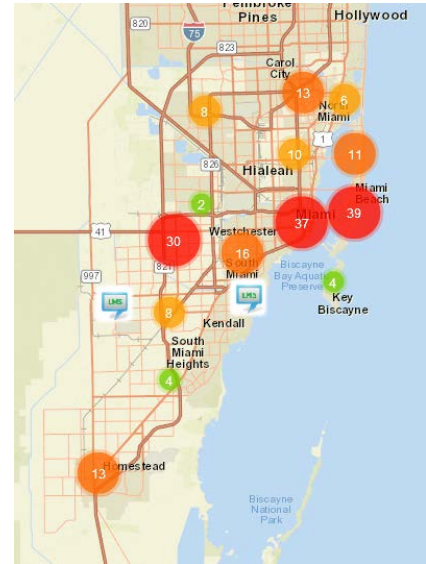 Pembroke
Pines
Hollywood
820
75
823
Carol
City
13
North
Miami
6
8
1
10
11
826
Hialeah
Miami
Beach
2
39
Miami
37
41
Westchester
30
16
South
Miami
Biscayne
Bay Aquatic
Preserve
997
821
4
Key
Biscayne
LMS
LMS
8
Kendall
South
Miami
Heights
4
Homestead
13
Biscayne
National
Park